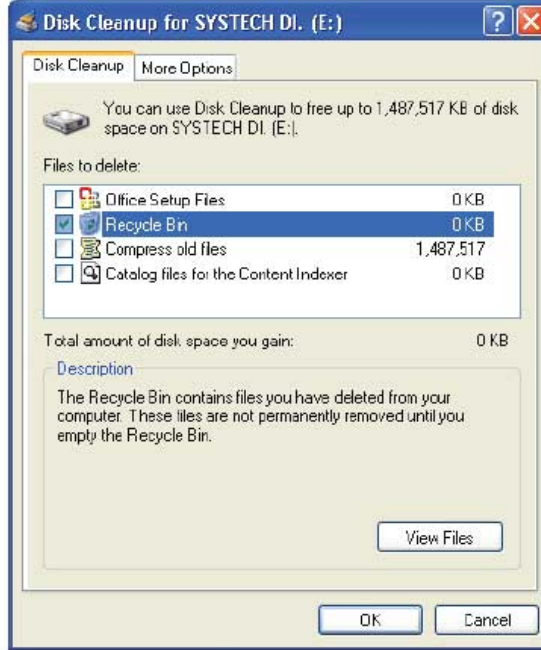 Disk Cleanup for SYSTECH DI. (E:)
Disk Cleanup
More Options
You can use Disk Cleanup to free up to 1,487,517 KB of disk
space on SYSTECH DI. (E:).
Files to delete:
Office Setup Files 0 KB
Recycle Bin 0 KB
Compress old files 1,487,517
Catalog files for the Content Indexer 0 KB
Total amount of disk space you gain: 0 KB
Description
The Recycle Bin contains files you have deleted from your
computer. These files are not permanently removed until you
empty the Recycle Bin.
View Files
OK
Cancel